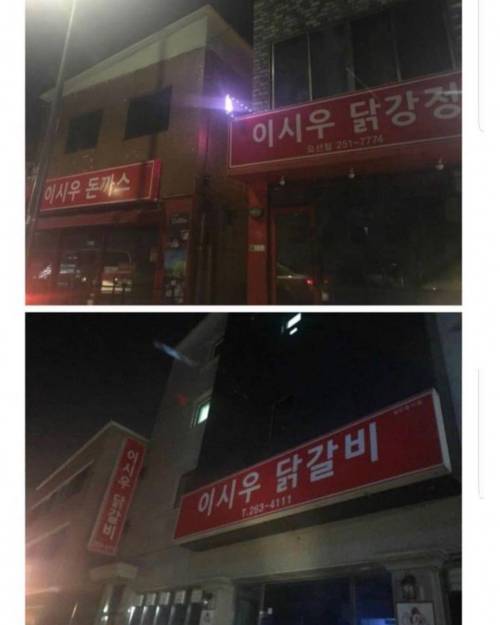 이시우 돈까스
이시우 닭강정
251-7774
이시우 닭갈비
이시우 닭갈비
T.263-4111